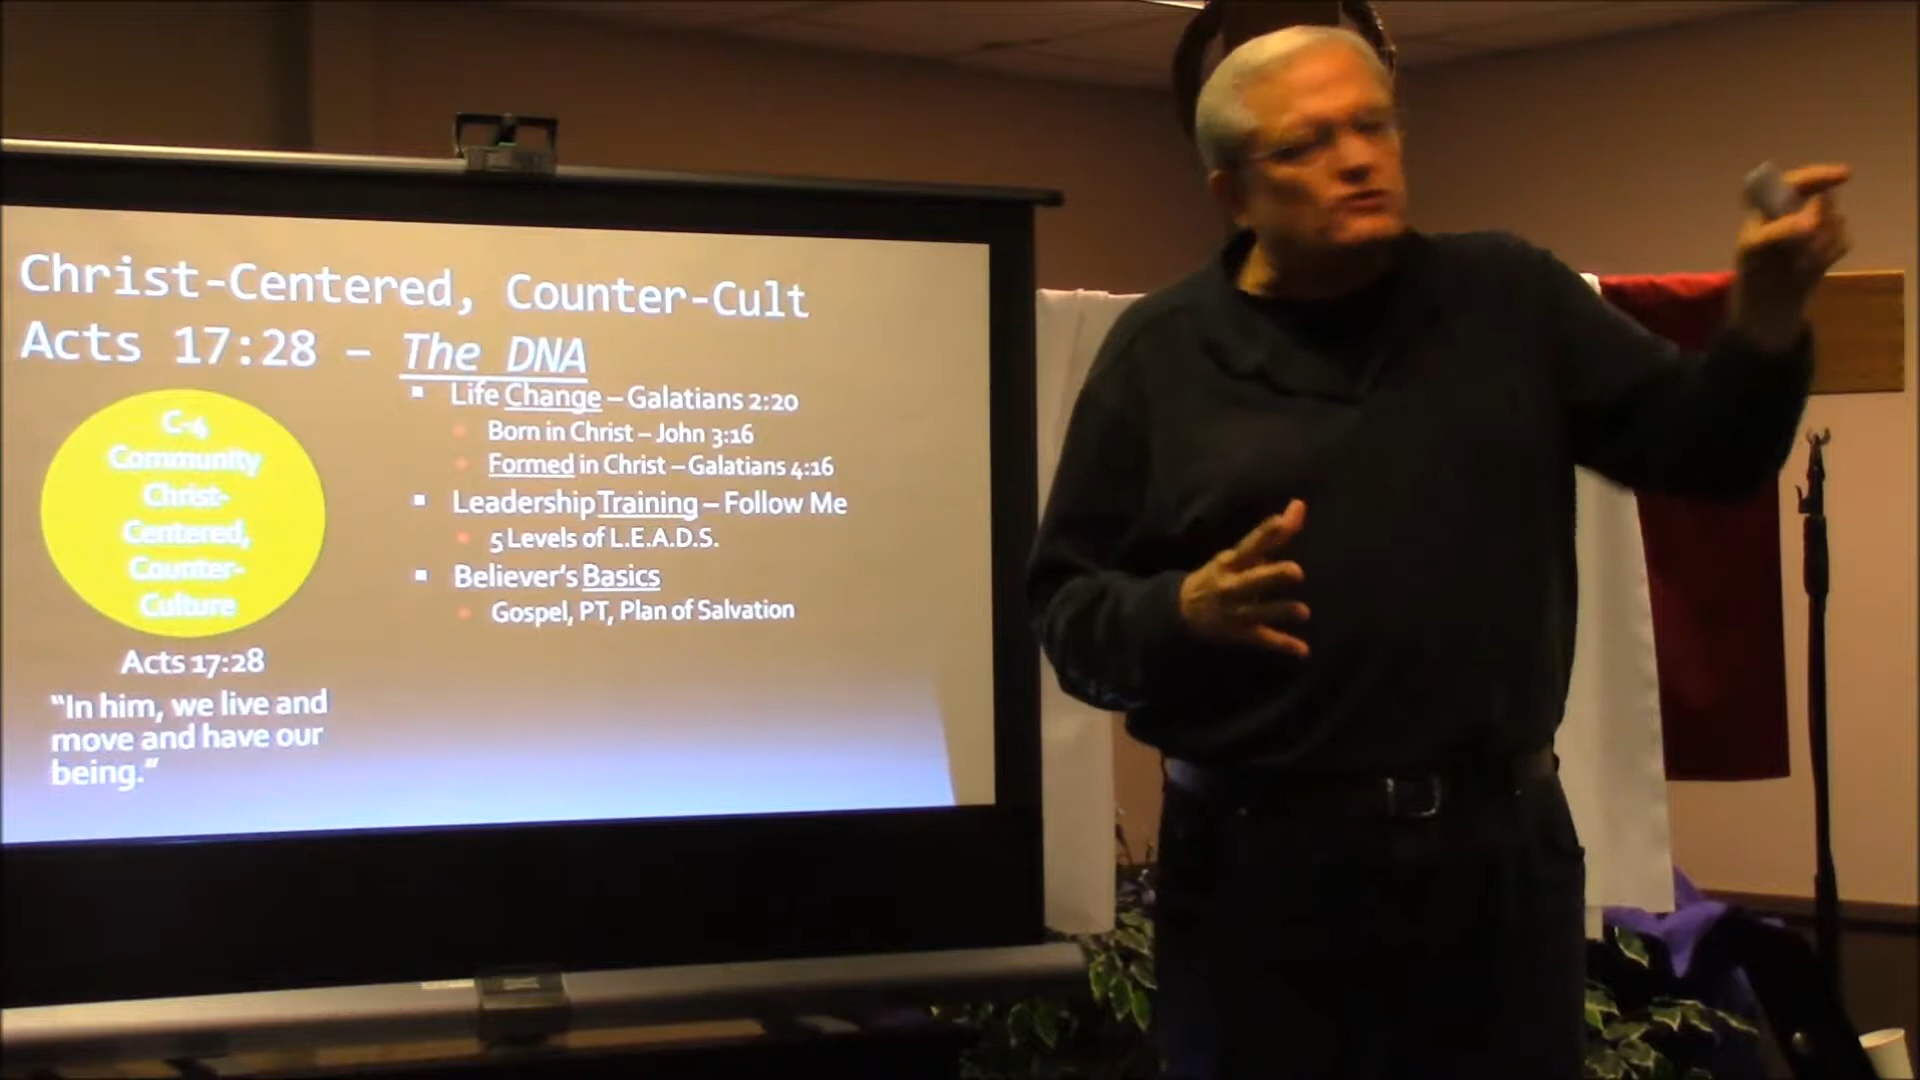 Christ-Centered, Counter-Cult
Acts 17:28 – The DNA
C-4
Community
Christ-
Centered,
Counter-
Culture
Acts 17:28
“In him, we live and
move and have our
being.”
Life Change – Galatians 2:20
Born in Christ – John 3:16
Formed in Christ – Galatians 4:16
Leadership Training – Follow Me
5 Levels of L.E.A.D.S.
Believer’s Basics
Gospel, PT, Plan of Salvation